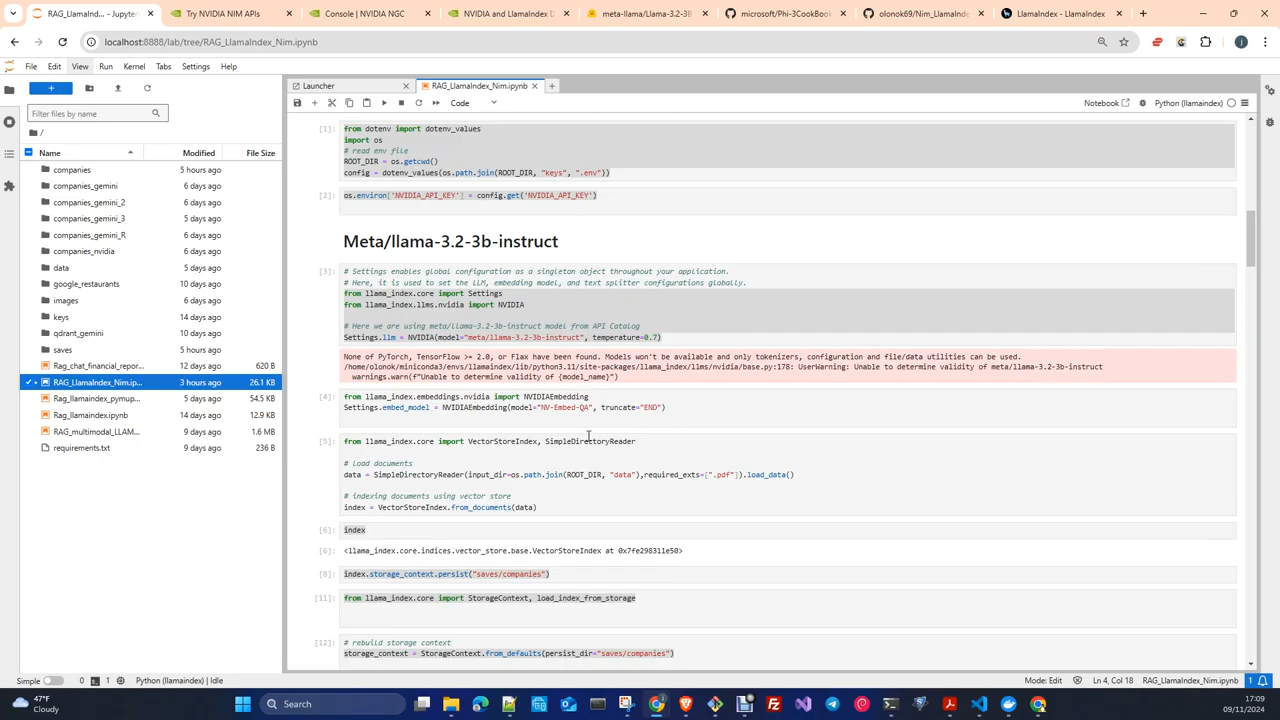 RAG_LlamaIndex_Nim.ipynb - Jupyter
Try NVIDIA NIM APIs
Console | NVIDIA NGC
NVIDIA and LlamaIndex D
meta-llama/Llama-3.2-3B
microsoft/Phi-3CookBook
olonok69/Nim_LlamaInde
LlamaIndex - LlamaIndex
localhost:8888/lab/tree/RAG_LlamaIndex_Nim.ipynb
File Edit View Run Kernel Tabs Settings Help
Launcher
RAG_LlamaIndex_Nim.ipynb
Code
Notebook
Python (llamaindex)
Filter files by name
/
Name Modified File Size
companies 5 hours ago
companies_gemini 6 days ago
companies_gemini_2 6 days ago
companies_gemini_3 6 days ago
companies_gemini_R 6 days ago
companies_nvidia 4 hours ago
data 6 days ago
google_restaurants 9 days ago
images 9 days ago
keys 9 days ago
qdrant_gemini 9 days ago
saves 5 hours ago
Rag_chat_financial_repor... 12 days ago 620 B
RAG_LlamaIndex_Nim.ip... 3 hours ago 26.1 KB
Rag_llamaindex_pymup... 5 days ago 54.5 KB
Rag_llamaindex.ipynb 14 days ago 12.9 KB
RAG_multimodal_LLAM... 9 days ago 1.6 MB
requirements.txt 9 days ago 236 B
[1]: from dotenv import dotenv_values
import os
# read env file
ROOT_DIR = os.getcwd()
config = dotenv_values(os.path.join(ROOT_DIR, "keys", ".env"))
[2]: os.environ['NVIDIA_API_KEY'] = config.get('NVIDIA_API_KEY')
Meta/llama-3.2-3b-instruct
[3]: # Settings enables global configuration as a singleton object throughout your application.
# Here, it is used to set the LLM, embedding model, and text splitter configurations globally.
from llama_index.core import Settings
from llama_index.llms.nvidia import NVIDIA
# Here we are using meta/llama-3.2-3b-instruct model from API Catalog
Settings.llm = NVIDIA(model="meta/llama-3.2-3b-instruct", temperature=0.7)
None of PyTorch, TensorFlow >= 2.0, or Flax have been found. Models won't be available and only tokenizers, configuration and file/data utilities can be used.
/home/olonok/miniconda3/envs/llamaindex/lib/python3.11/site-packages/llama_index/llms/nvidia/base.py:178: UserWarning: Unable to determine validity of meta/llama-3.2-3b-instruct
warnings.warn(f"Unable to determine validity of {model_name}")
[4]: from llama_index.embeddings.nvidia import NVIDIAEmbedding
Settings.embed_model = NVIDIAEmbedding(model="NV-Embed-QA", truncate="END")
[5]: from llama_index.core import VectorStoreIndex, SimpleDirectoryReader
# load documents
data = SimpleDirectoryReader(input_dir=os.path.join(ROOT_DIR, "data"),required_exts=[".pdf"]).load_data()
# indexing documents using vector store
index = VectorStoreIndex.from_documents(data)
[6]: index
[6]: <llama_index.core.indices.vector_store.base.VectorStoreIndex at 0x7fe298311e50>
[8]: index.storage_context.persist("saves/companies")
[11]: from llama_index.core import StorageContext, load_index_from_storage
[12]: # rebuild storage context
storage_context = StorageContext.from_defaults(persist_dir="saves/companies")
Simple 0 1 Python (llamaindex) | Idle
Mode: Edit Ln 4, Col 18 RAG_LlamaIndex_Nim.ipynb 1
47°F
Cloudy
Search
17:09
09/11/2024